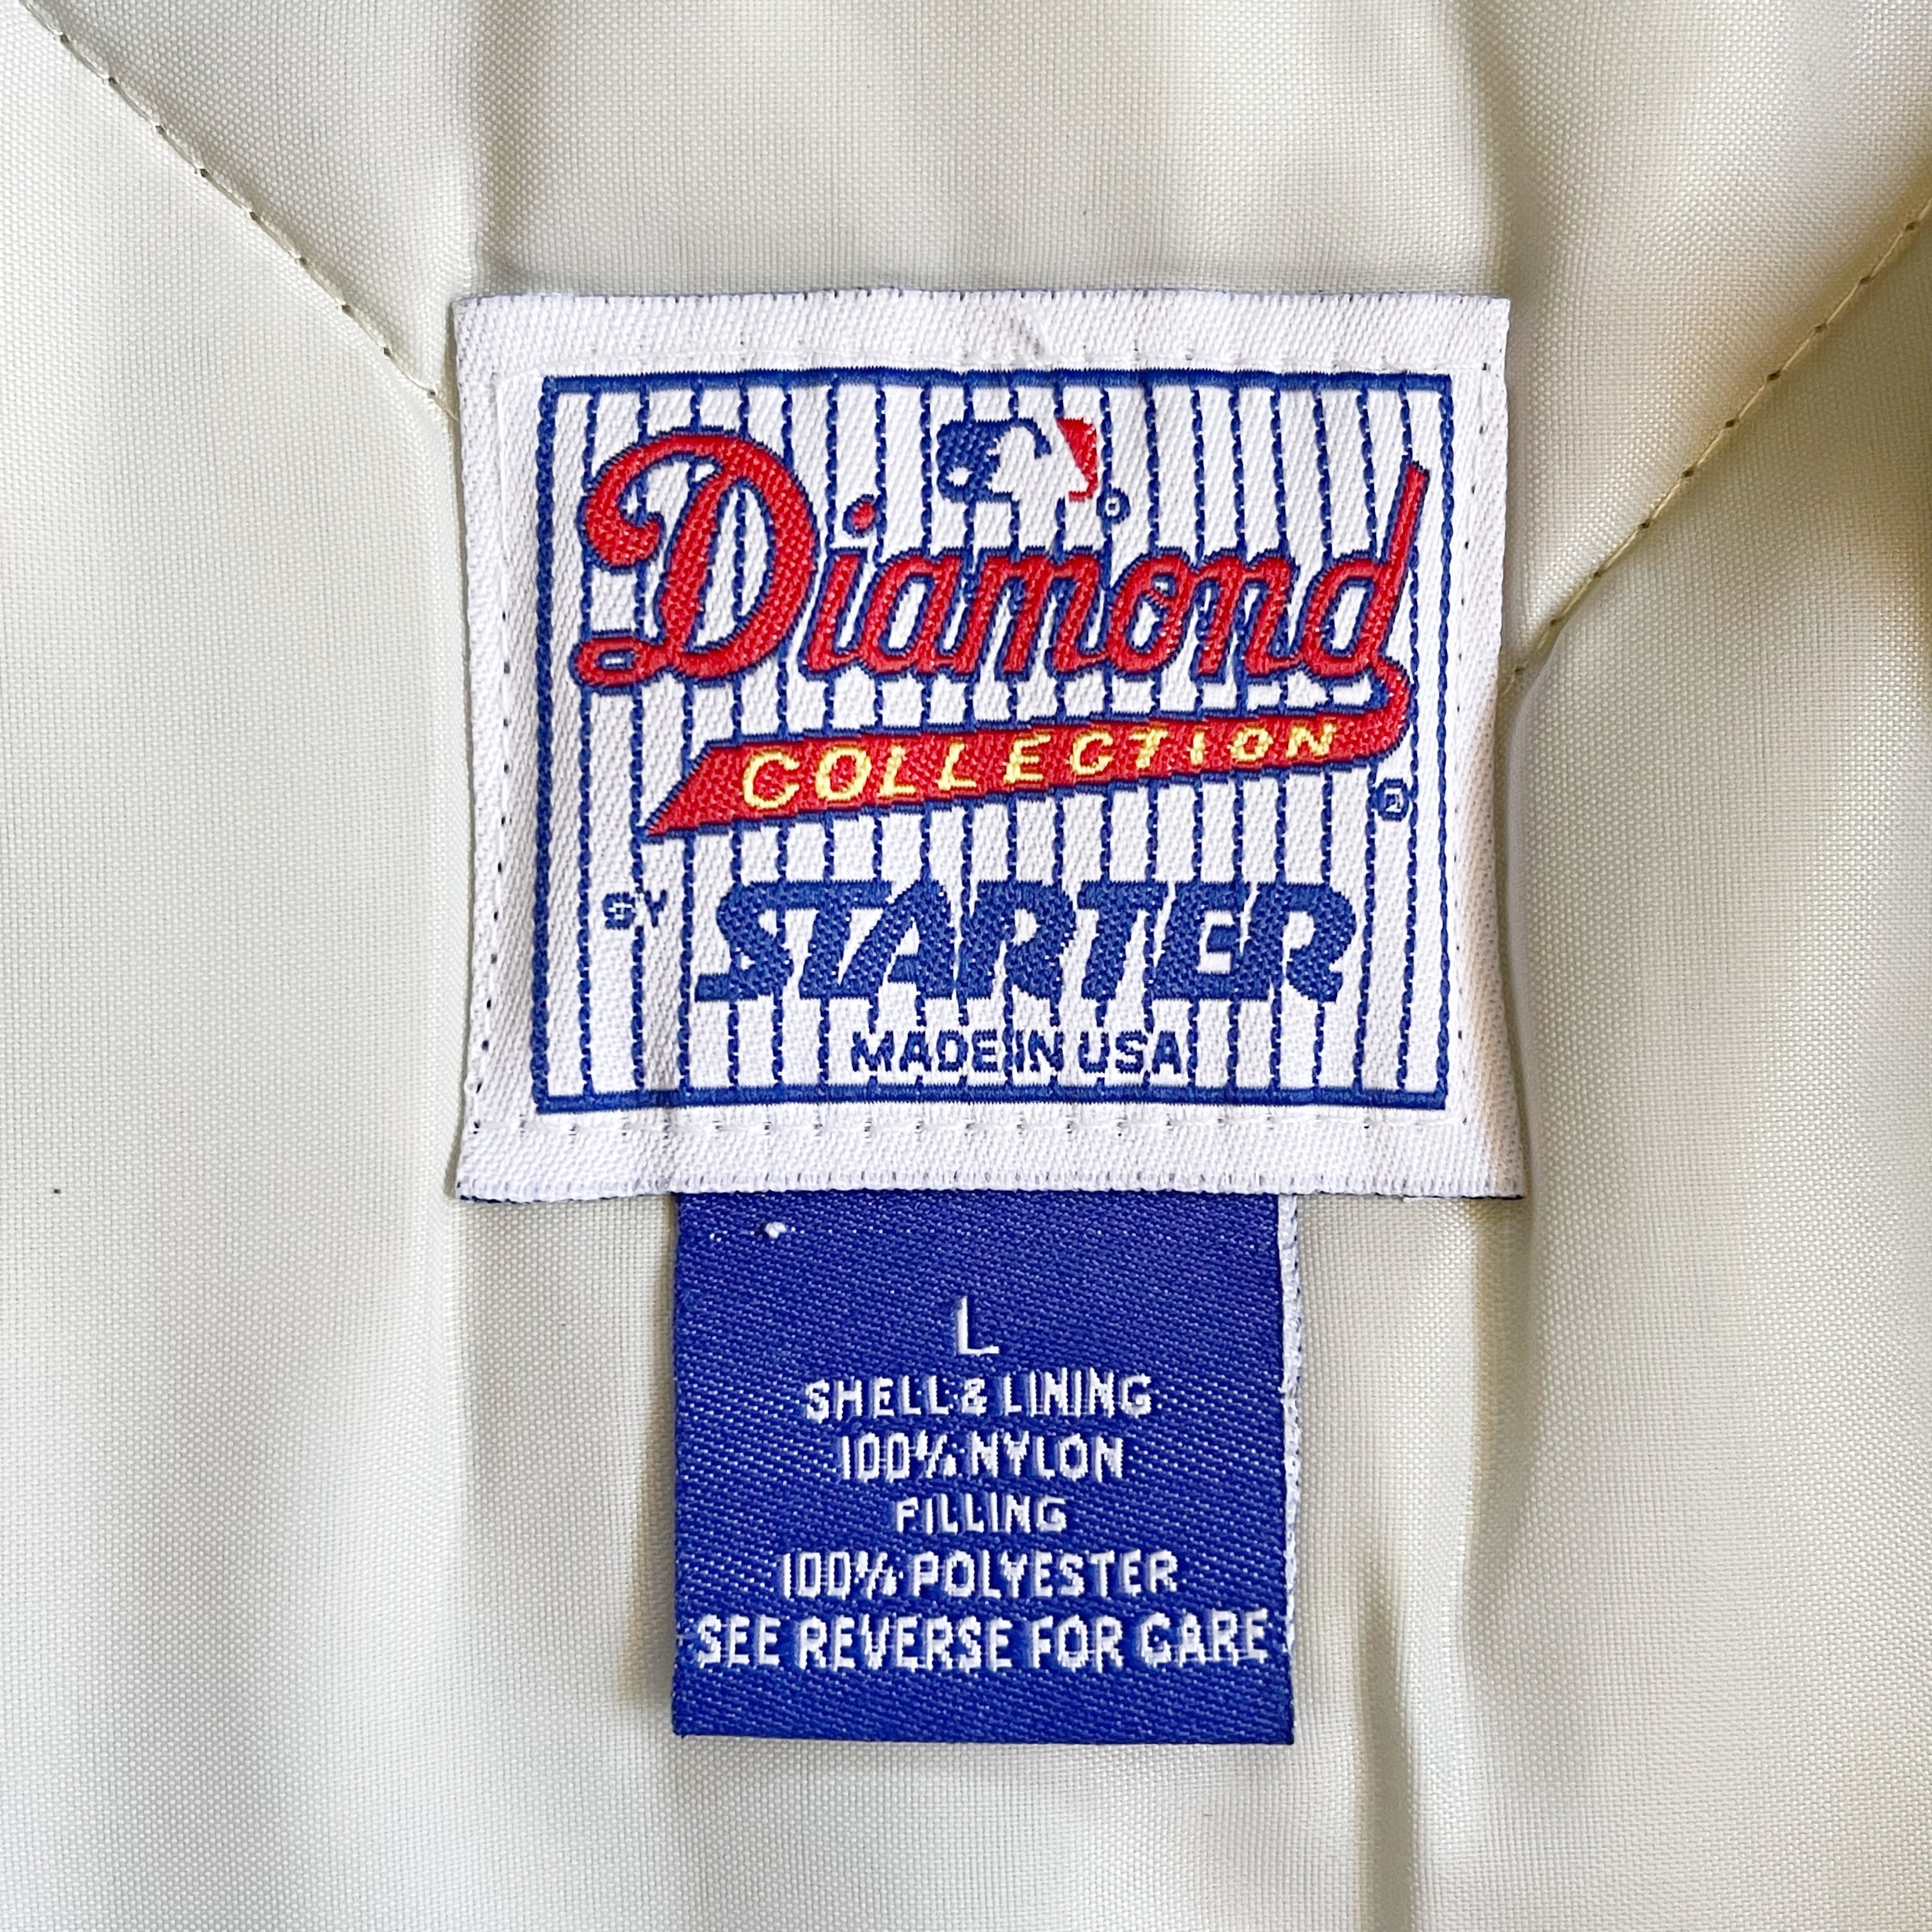 Diamond
COLLECTION
BY STARTER
MADE IN USA
L
SHELL & LINING
100% NYLON
FILLING
100% POLYESTER
SEE REVERSE FOR CARE